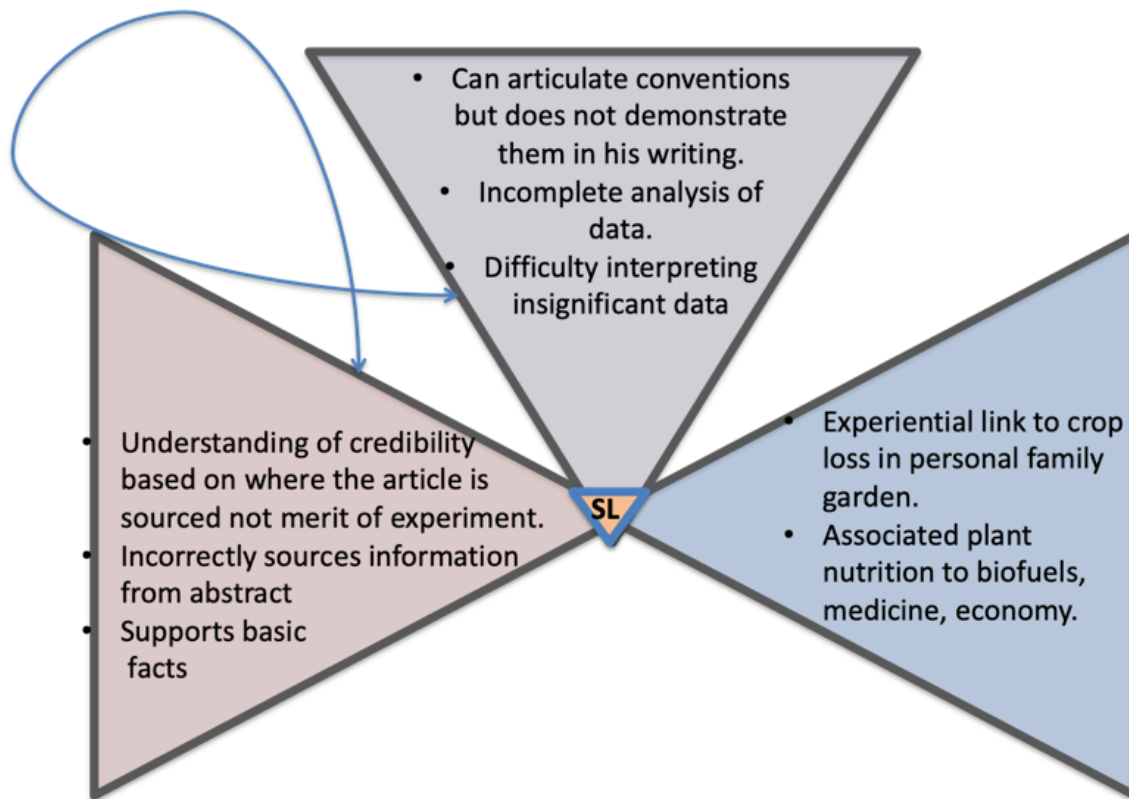 • Can articulate conventions
but does not demonstrate
them in his writing.
• Incomplete analysis of
data.
• Difficulty interpreting
insignificant data
• Understanding of credibility
based on where the article is
sourced not merit of experiment.
• Incorrectly sources information
from abstract
• Supports basic
facts
SL
• Experiential link to crop
loss in personal family
garden.
• Associated plant
nutrition to biofuels,
medicine, economy.